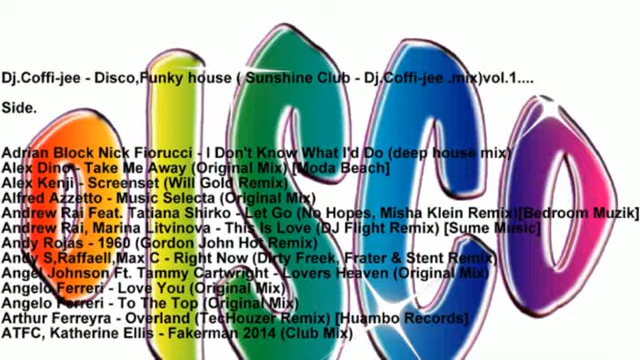 DISCO
Dj.Coffi-jee - Disco,Funky house ( Sunshine Club - Dj.Coffi-jee .mix)vol.1....
Side.
Adrian Block Nick Fiorucci - I Don't Know What I'd Do (deep house mix)
Alex Dino - Take Me Away (Original Mix) [Moda Beach]
Alex Kenji - Screenset (Will Gold Remix)
Alfred Azzetto - Music Selecta (Original Mix)
Andrew Rai Feat. Tatiana Shirko - Let Go (No Hopes, Misha Klein Remix)[Bedroom Muzik]
Andrew Rai, Marina Litvinova - This Is Love (DJ Flight Remix) [Sume Music]
Andy Rojas - 1960 (Gordon John Hot Remix)
Andy S,Raffaell,Max C - Right Now (Dirty Freek, Frater & Stent Remix)
Angel Johnson Ft. Tammy Cartwright - Lovers Heaven (Original Mix)
Angelo Ferreri - Love You (Original Mix)
Angelo Ferreri - To The Top (Original Mix)
Arthur Ferreyra - Overland (TecHouzer Remix) [Huambo Records]
ATFC, Katherine Ellis - Fakerman 2014 (Club Mix)